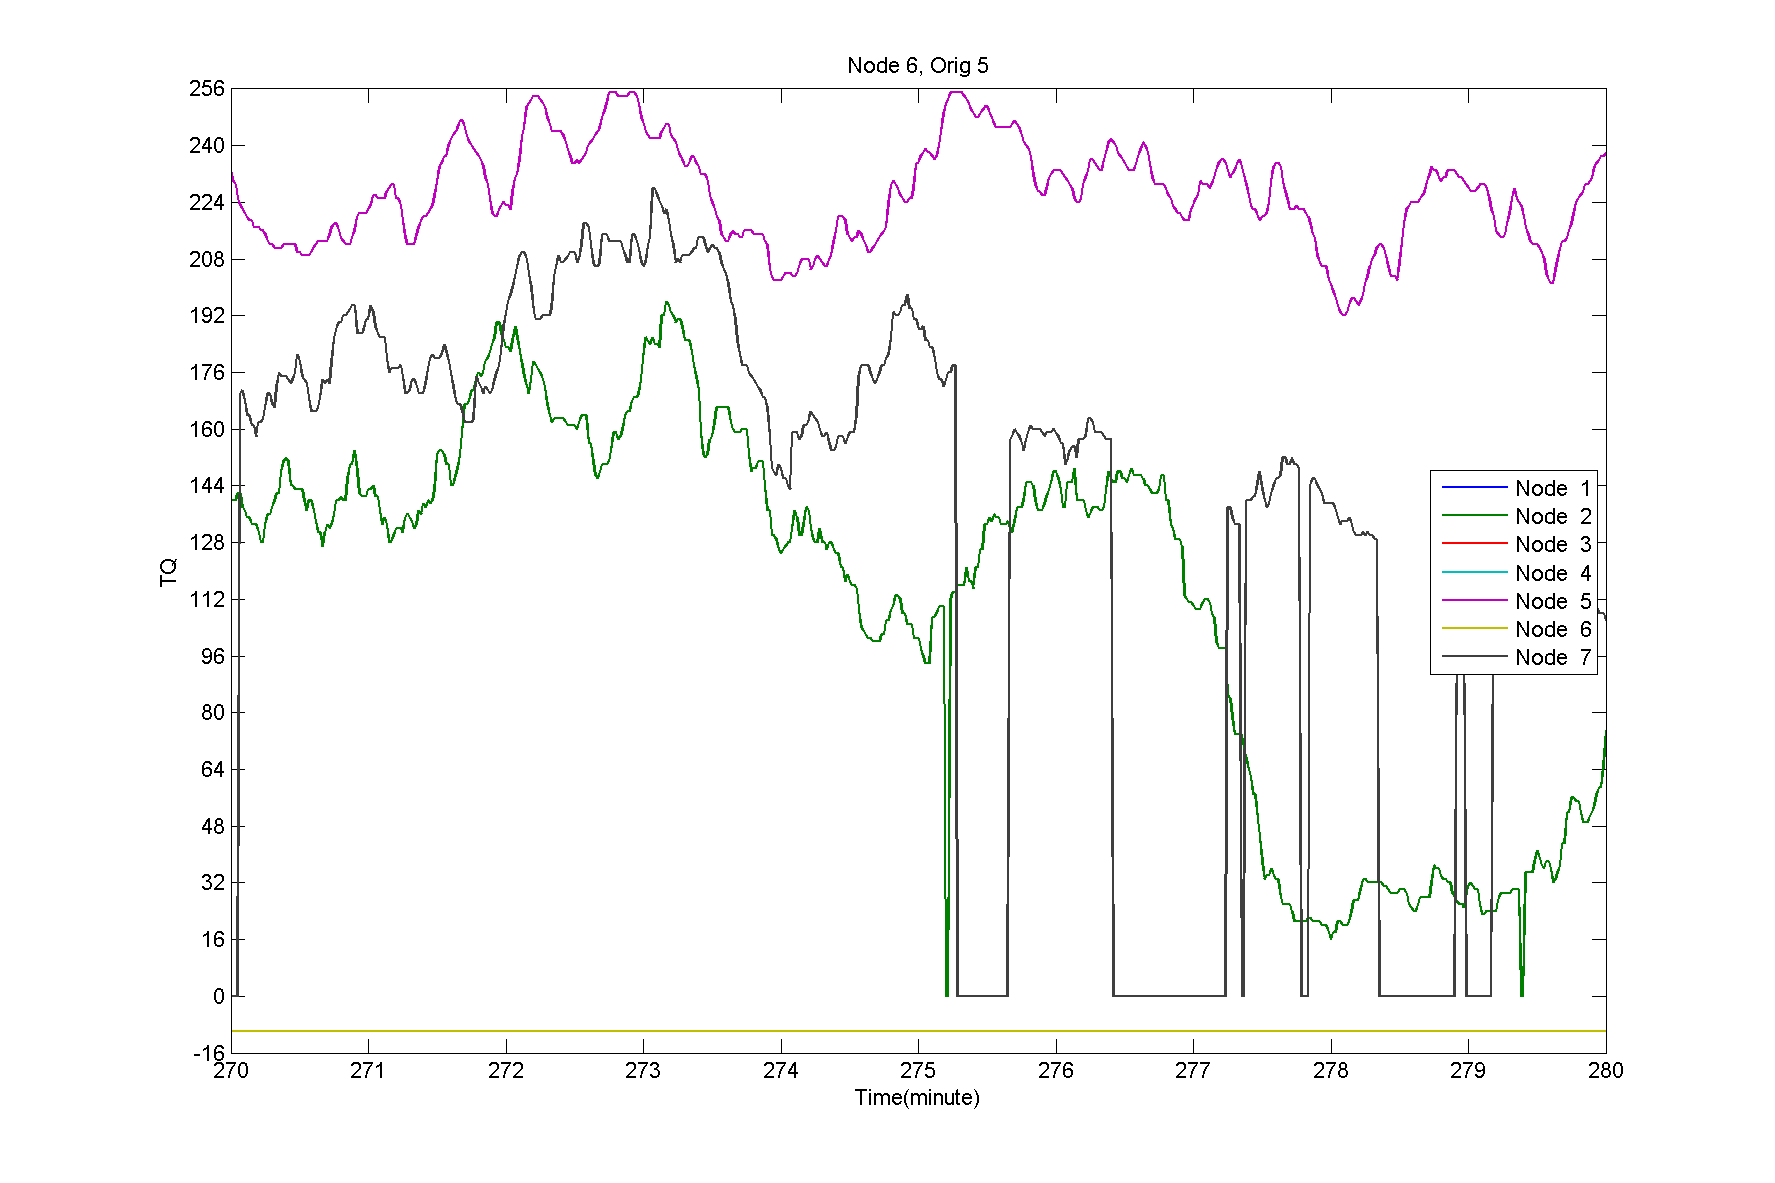 Node 6, Orig 5
256
240
224
208
192
176
160
144
128
112
96
80
64
48
32
16
0
-16
TQ
Node 1
Node 2
Node 3
Node 4
Node 5
Node 6
Node 7
270 271 272 273 274 275 276 277 278 279 280
Time(minute)